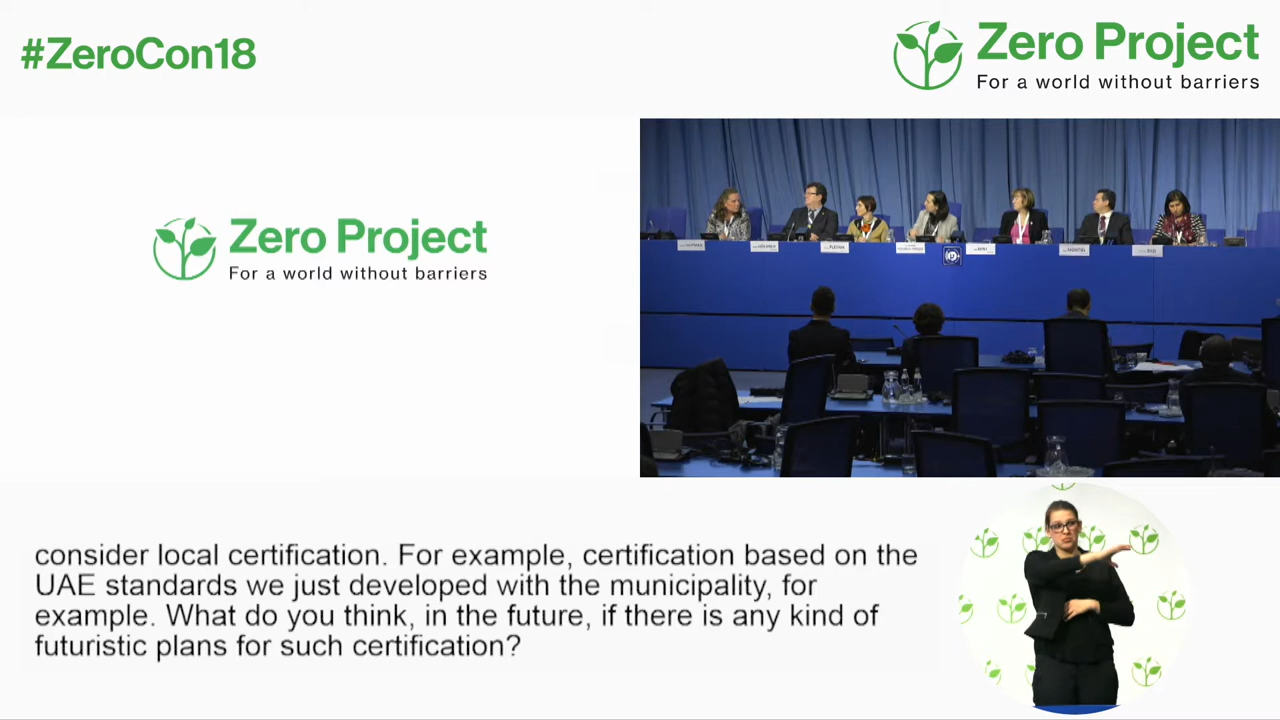 #ZeroCon18
Zero Project
For a world without barriers
Zero Project
For a world without barriers
consider local certification. For example, certification based on the
UAE standards we just developed with the municipality, for
example. What do you think, in the future, if there is any kind of
futuristic plans for such certification?